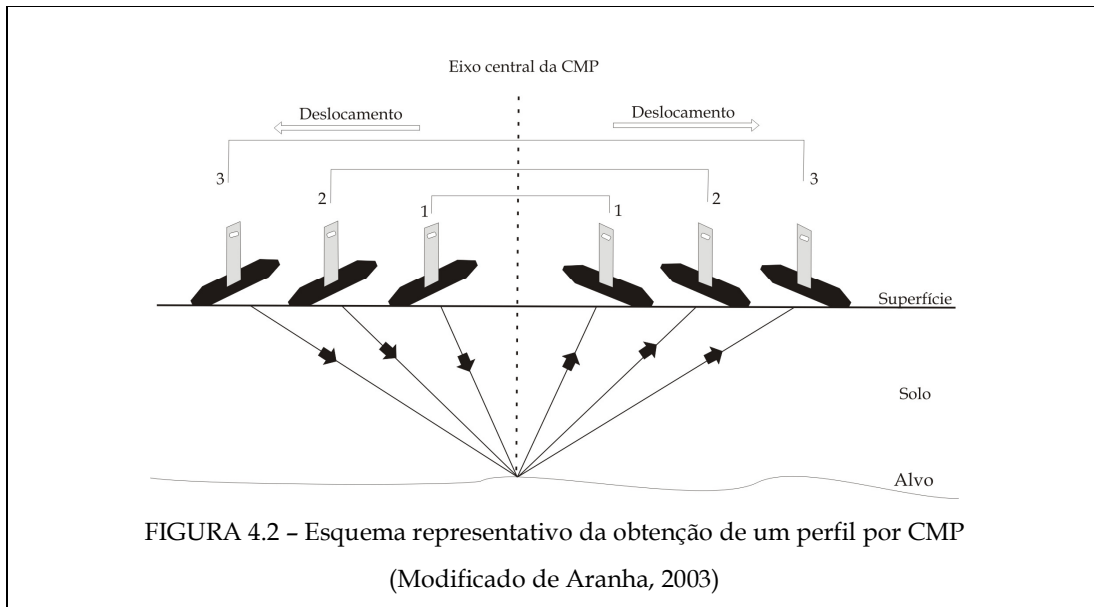 Eixo central da CMP
Deslocamento Deslocamento
3 3
2 2
1 1
Superfície
Solo
Alvo
FIGURA 4.2 – Esquema representativo da obtenção de um perfil por CMP
(Modificado de Aranha, 2003)